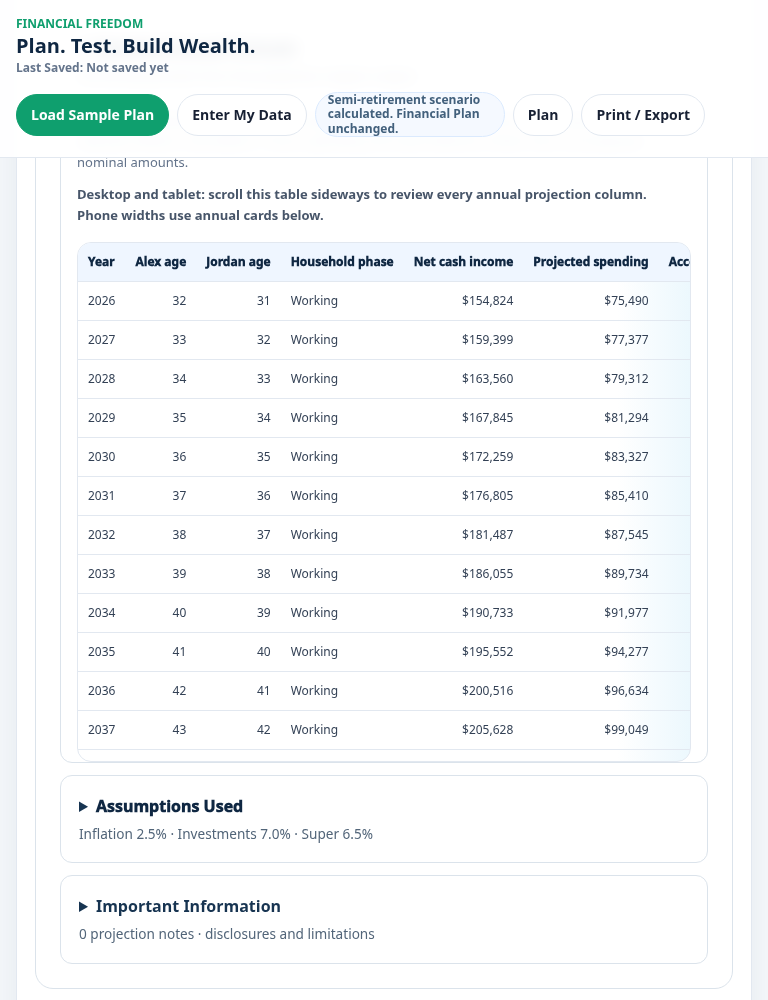 FINANCIAL FREEDOM
Plan. Test. Build Wealth.
Last Saved: Not saved yet
Load Sample Plan
Enter My Data
Semi-retirement scenario
calculated. Financial Plan
unchanged.
Plan
Print / Export
nominal amounts.
Desktop and tablet: scroll this table sideways to review every annual projection column.
Phone widths use annual cards below.
Year Alex age Jordan age Household phase Net cash income Projected spending Acc
2026 32 31 Working $154,824 $75,490
2027 33 32 Working $159,399 $77,377
2028 34 33 Working $163,560 $79,312
2029 35 34 Working $167,845 $81,294
2030 36 35 Working $172,259 $83,327
2031 37 36 Working $176,805 $85,410
2032 38 37 Working $181,487 $87,545
2033 39 38 Working $186,055 $89,734
2034 40 39 Working $190,733 $91,977
2035 41 40 Working $195,552 $94,277
2036 42 41 Working $200,516 $96,634
2037 43 42 Working $205,628 $99,049
Assumptions Used
Inflation 2.5% · Investments 7.0% · Super 6.5%
Important Information
0 projection notes · disclosures and limitations